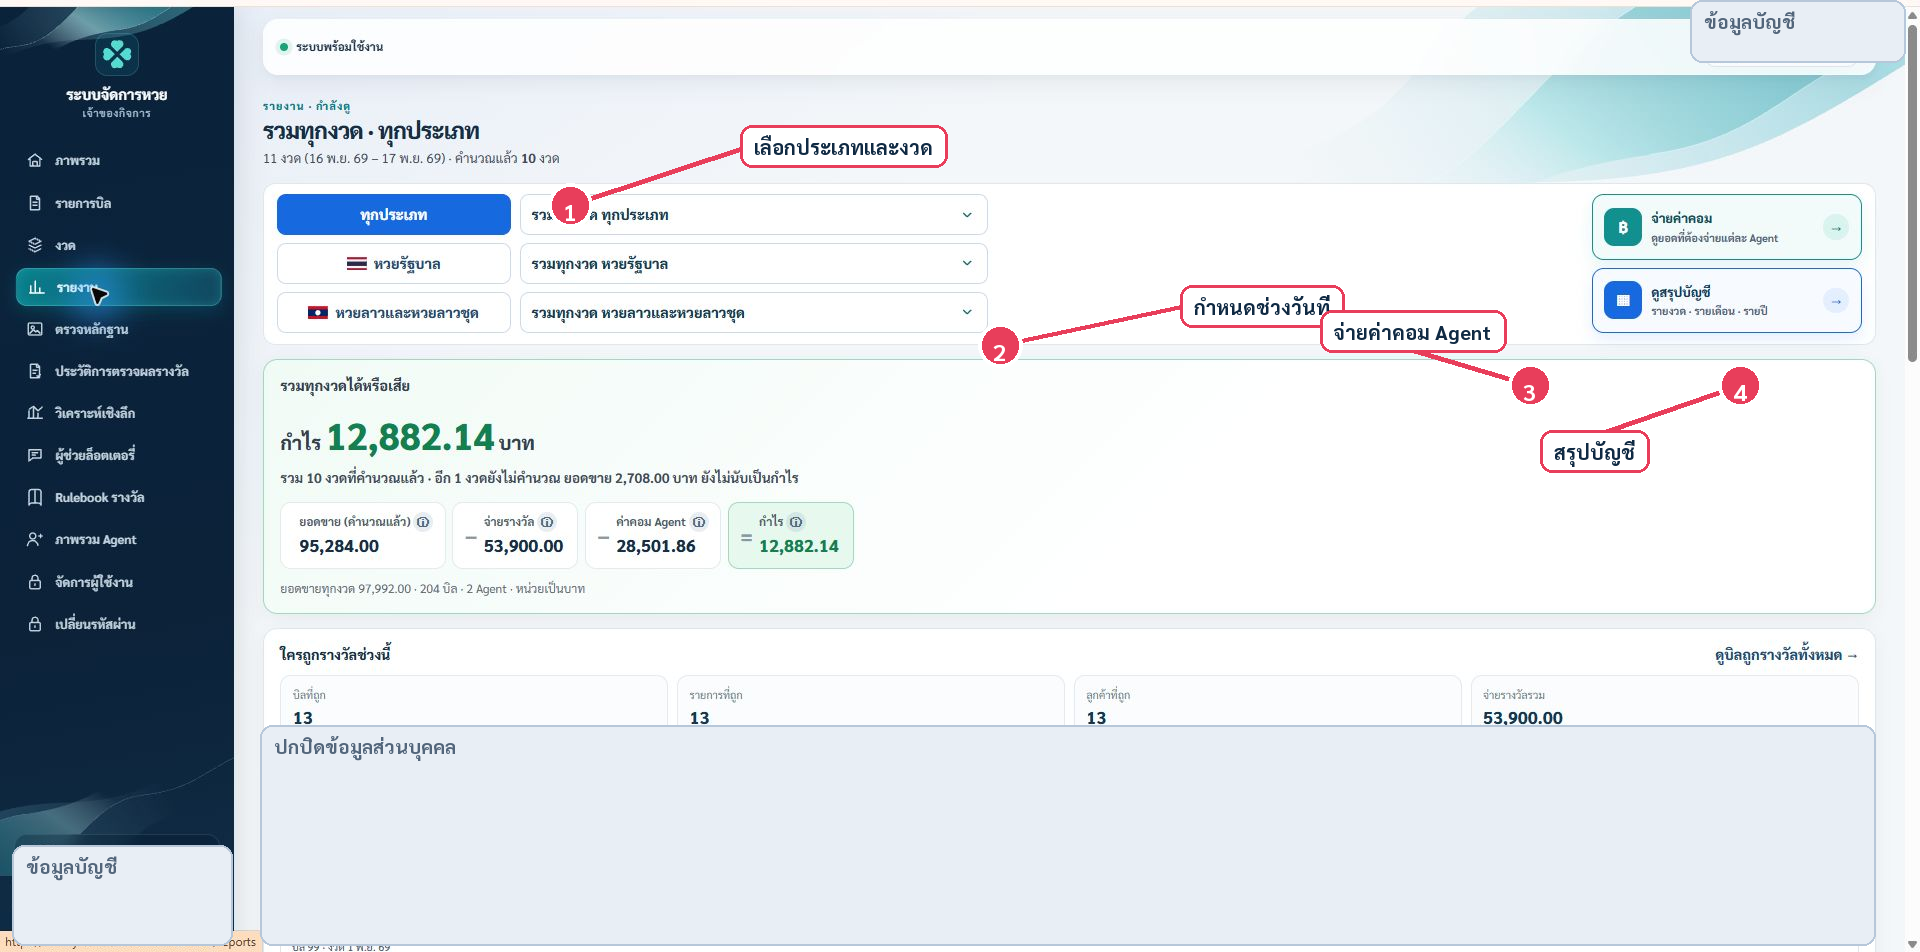 ข้อมูลบัญชี
ระบบพร้อมใช้งาน
ระบบจัดการหวย
เจ้าของกิจการ
ภาพรวม
รายการบิล
งวด
รายงาน
ตรวจหลักฐาน
ประวัติการตรวจผลรางวัล
วิเคราะห์เชิงลึก
ผู้ช่วยล็อตเตอรี่
Rulebook รางวัล
ภาพรวม Agent
จัดการผู้ใช้งาน
เปลี่ยนรหัสผ่าน
ข้อมูลบัญชี
รายงาน · กำลังดู
รวมทุกงวด · ทุกประเภท
11 งวด (16 พ.ย. 69 – 17 พ.ย. 69) · คำนวณแล้ว 10 งวด
เลือกประเภทและงวด
1
ทุกประเภท
ทุกประเภท
หวยรัฐบาล
รวมทุกงวด หวยรัฐบาล
หวยลาวและหวยลาวชุด
รวมทุกงวด หวยลาวและหวยลาวชุด
จ่ายค่าคอม
ดูยอดที่ต้องจ่ายแต่ละ Agent
→
ดูสรุปบัญชี
รายงวด · รายเดือน · รายปี
→
กำหนดช่วงวันที่
2
จ่ายค่าคอม Agent
3
4
สรุปบัญชี
รวมทุกงวดได้หรือเสีย
กำไร 12,882.14 บาท
รวม 10 งวดที่คำนวณแล้ว · อีก 1 งวดยังไม่คำนวณ ยอดขาย 2,708.00 บาท ยังไม่นับเป็นกำไร
ยอดขาย (คำนวณแล้ว)
95,284.00
จ่ายรางวัล
– 53,900.00
ค่าคอม Agent
– 28,501.86
กำไร
= 12,882.14
ยอดขายทุกงวด 97,992.00 · 204 บิล · 2 Agent · หน่วยเป็นบาท
ใครถูกรางวัลช่วงนี้
ดูบิลถูกรางวัลทั้งหมด →
บิลที่ถูก
13
รายการที่ถูก
13
ลูกค้าที่ถูก
13
จ่ายรางวัลรวม
53,900.00
ปกปิดข้อมูลส่วนบุคคล
บิล 99 · งวด 1 พ.ย. 69